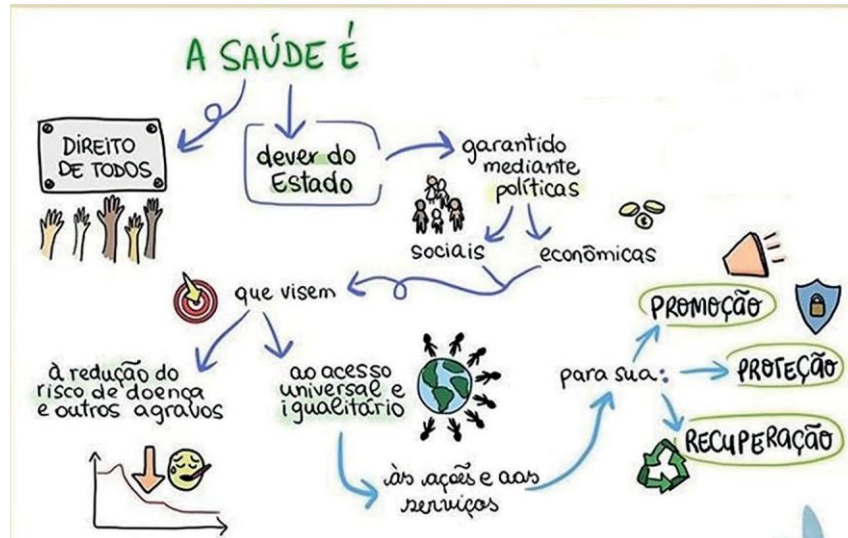 A SAÚDE É
DIREITO
DE TODOS
dever do
Estado
garantido
mediante
políticas
sociais
econômicas
que visem
à redução do
risco de doença
e outros agravos
ao acesso
universal e
igualitário
às ações e aos
serviços
para sua:
PROMOÇÃO
PROTEÇÃO
RECUPERAÇÃO